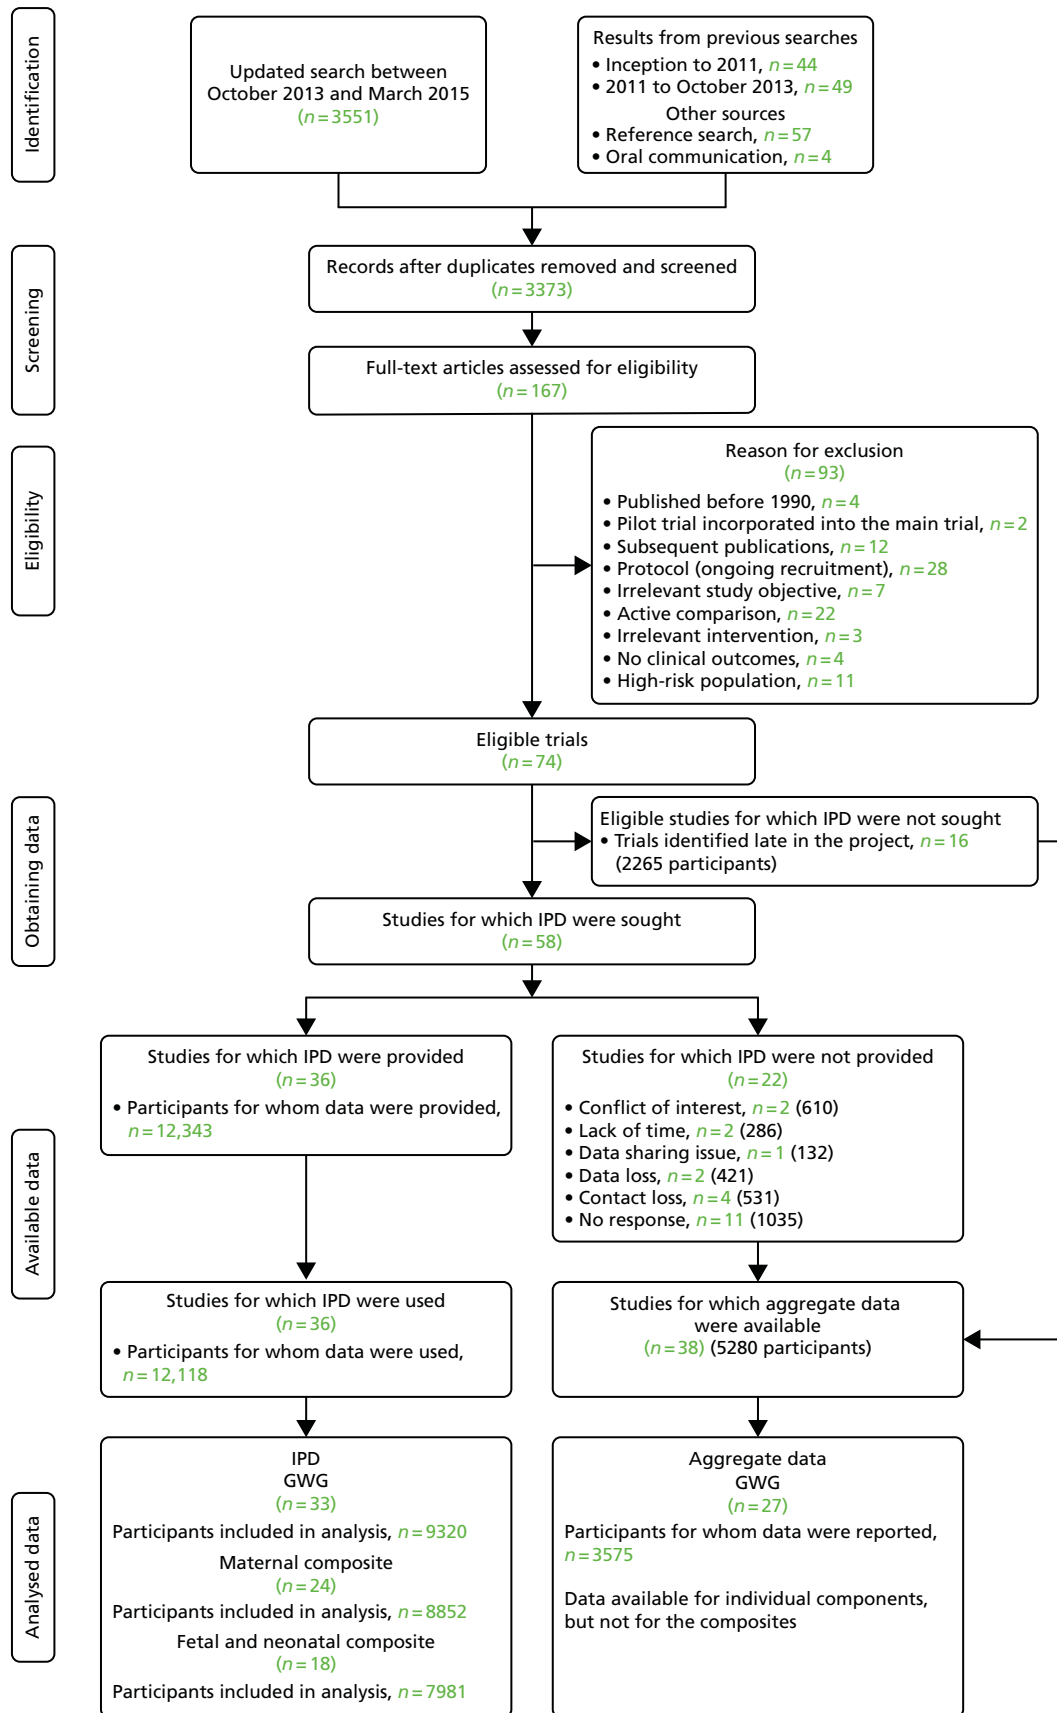 Identification
Updated search between
October 2013 and March 2015
(n=3551)
Results from previous searches
• Inception to 2011, n=44
• 2011 to October 2013, n=49
Other sources
• Reference search, n=57
• Oral communication, n=4
Screening
Records after duplicates removed and screened
(n=3373)
Full-text articles assessed for eligibility
(n=167)
Eligibility
Reason for exclusion
(n=93)
• Published before 1990, n=4
• Pilot trial incorporated into the main trial, n=2
• Subsequent publications, n=12
• Protocol (ongoing recruitment), n=28
• Irrelevant study objective, n=7
• Active comparison, n=22
• Irrelevant intervention, n=3
• No clinical outcomes, n=4
• High-risk population, n=11
Eligible trials
(n=74)
Obtaining data
Eligible studies for which IPD were not sought
• Trials identified late in the project, n=16
(2265 participants)
Studies for which IPD were sought
(n=58)
Available data
Studies for which IPD were provided
(n=36)
• Participants for whom data were provided,
n=12,343
Studies for which IPD were not provided
(n=22)
• Conflict of interest, n=2 (610)
• Lack of time, n=2 (286)
• Data sharing issue, n=1 (132)
• Data loss, n=2 (421)
• Contact loss, n=4 (531)
• No response, n=11 (1035)
Studies for which IPD were used
(n=36)
• Participants for whom data were used,
n=12,118
Studies for which aggregate data
were available
(n=38) (5280 participants)
Analysed data
IPD
GWG
(n=33)
Participants included in analysis, n=9320
Maternal composite
(n=24)
Participants included in analysis, n=8852
Fetal and neonatal composite
(n=18)
Participants included in analysis, n=7981
Aggregate data
GWG
(n=27)
Participants for whom data were reported,
n=3575
Data available for individual components,
but not for the composites